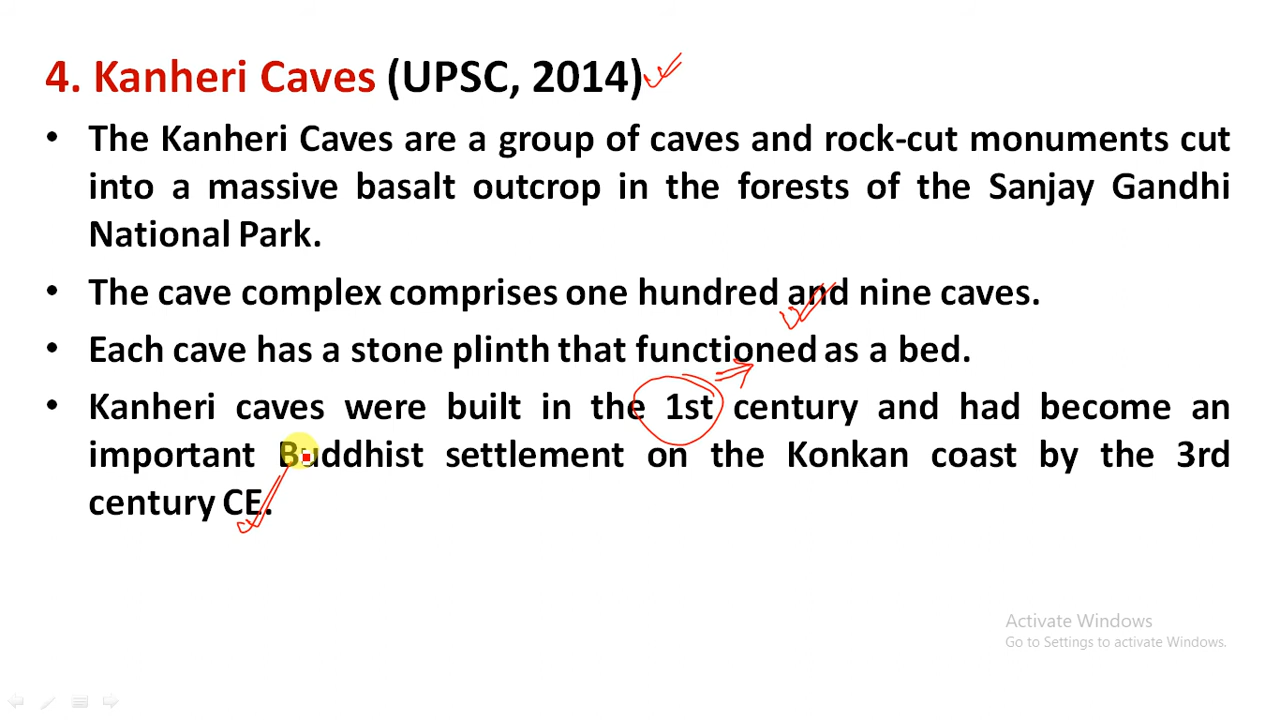 4. Kanheri Caves (UPSC, 2014)
• The Kanheri Caves are a group of caves and rock-cut monuments cut
into a massive basalt outcrop in the forests of the Sanjay Gandhi
National Park.
• The cave complex comprises one hundred and nine caves.
• Each cave has a stone plinth that functioned as a bed.
• Kanheri caves were built in the 1st century and had become an
important Buddhist settlement on the Konkan coast by the 3rd
century CE.
Activate Windows
Go to Settings to activate Windows.